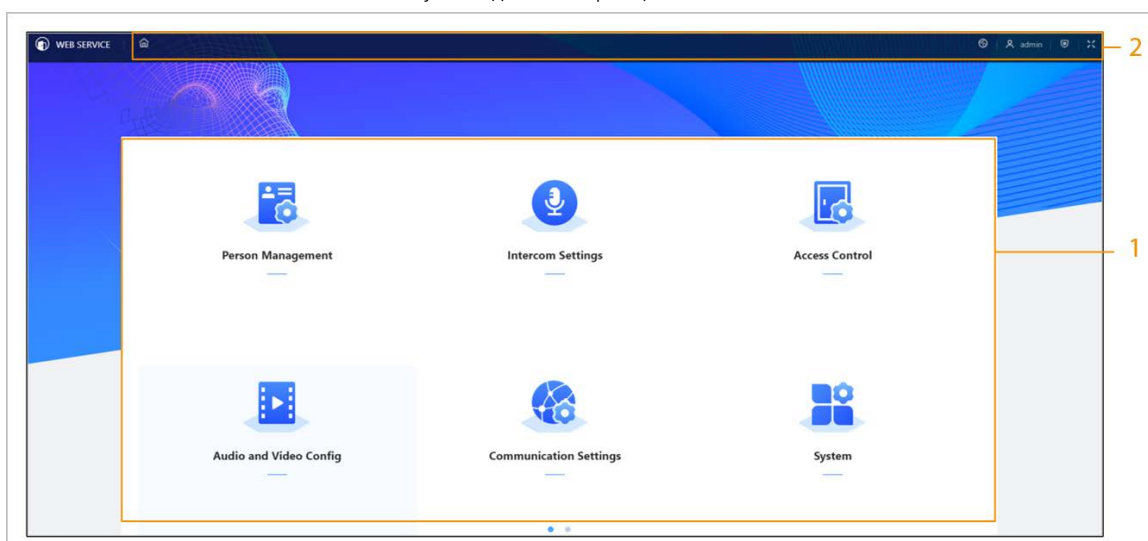 WEB SERVICE
admin
2
Person Management
Intercom Settings
Access Control
1
Audio and Video Config
Communication Settings
System